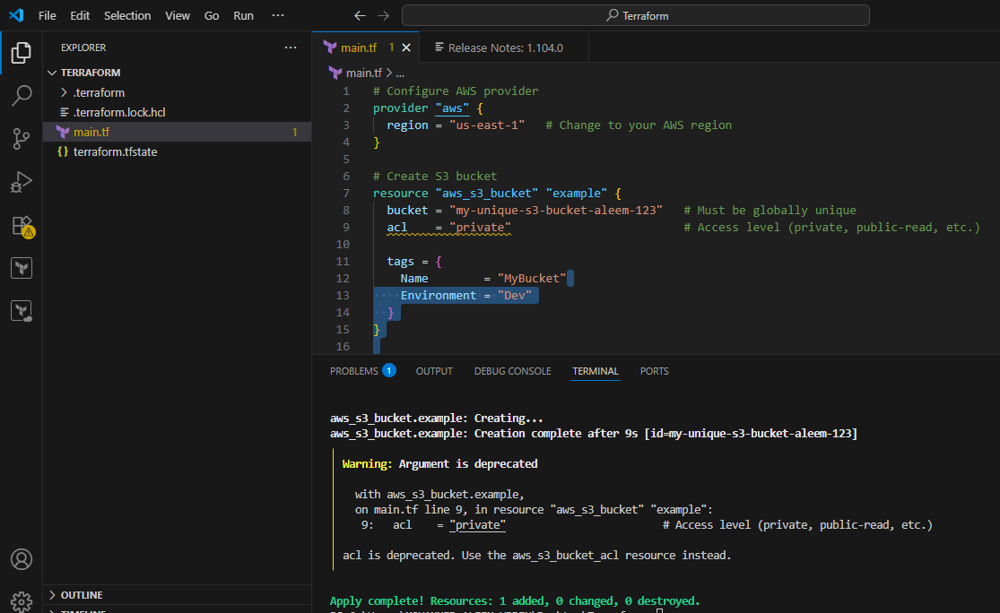 File Edit Selection View Go Run ···
Terraform
EXPLORER ···
TERRAFORM
.terraform
.terraform.lock.hcl
main.tf 1
terraform.tfstate
OUTLINE
TIMELINE
main.tf 1
Release Notes: 1.104.0
main.tf > ...
1 # Configure AWS provider
2 provider "aws" {
3 region = "us-east-1" # Change to your AWS region
4 }
5
6 # Create S3 bucket
7 resource "aws_s3_bucket" "example" {
8 bucket = "my-unique-s3-bucket-aleem-123" # Must be globally unique
9 acl = "private" # Access level (private, public-read, etc.)
10
11 tags = {
12 Name = "MyBucket"
13 Environment = "Dev"
14 }
15 }
16
PROBLEMS 1 OUTPUT DEBUG CONSOLE TERMINAL PORTS
aws_s3_bucket.example: Creating...
aws_s3_bucket.example: Creation complete after 9s [id=my-unique-s3-bucket-aleem-123]
Warning: Argument is deprecated
with aws_s3_bucket.example,
on main.tf line 9, in resource "aws_s3_bucket" "example":
9: acl = "private" # Access level (private, public-read, etc.)
acl is deprecated. Use the aws_s3_bucket_acl resource instead.
Apply complete! Resources: 1 added, 0 changed, 0 destroyed.